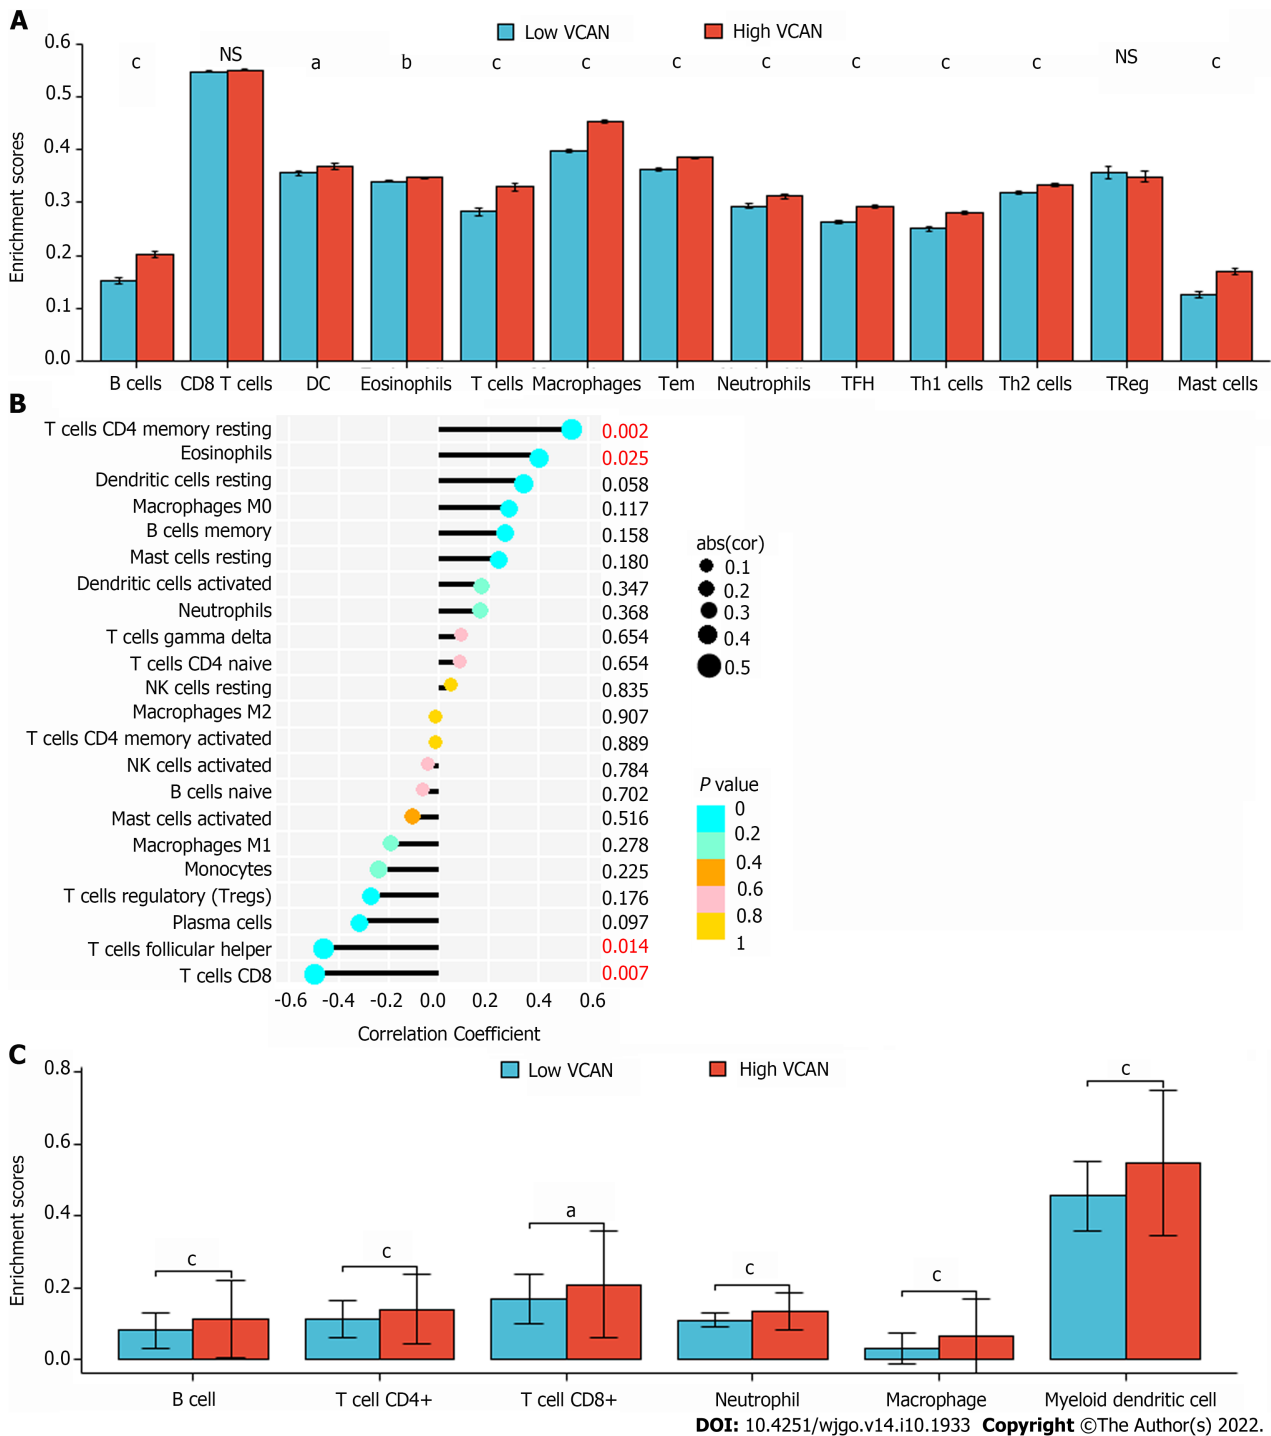 A
Low VCAN High VCAN
c NS a b c c c c c c c NS c
0.6
0.5
0.4
0.3
0.2
0.1
0.0
Enrichment scores
B cells CD8 T cells DC Eosinophils T cells Macrophages Tem Neutrophils TFH Th1 cells Th2 cells TReg Mast cells
B
T cells CD4 memory resting 0.002
Eosinophils 0.025
Dendritic cells resting 0.058
Macrophages M0 0.117
B cells memory 0.158
Mast cells resting 0.180
Dendritic cells activated 0.347
Neutrophils 0.368
T cells gamma delta 0.654
T cells CD4 naive 0.654
NK cells resting 0.835
Macrophages M2 0.907
T cells CD4 memory activated 0.889
NK cells activated 0.784
B cells naive 0.702
Mast cells activated 0.516
Macrophages M1 0.278
Monocytes 0.225
T cells regulatory (Tregs) 0.176
Plasma cells 0.097
T cells follicular helper 0.014
T cells CD8 0.007
-0.6 -0.4 -0.2 0.0 0.2 0.4 0.6
Correlation Coefficient
abs(cor)
0.1
0.2
0.3
0.4
0.5
P value
0
0.2
0.4
0.6
0.8
1
C
Low VCAN High VCAN
0.8
0.6
0.4
0.2
0.0
Enrichment scores
c c a c c c
B cell T cell CD4+ T cell CD8+ Neutrophil Macrophage Myeloid dendritic cell
DOI: 10.4251/wjgo.v14.i10.1933 Copyright ©The Author(s) 2022.